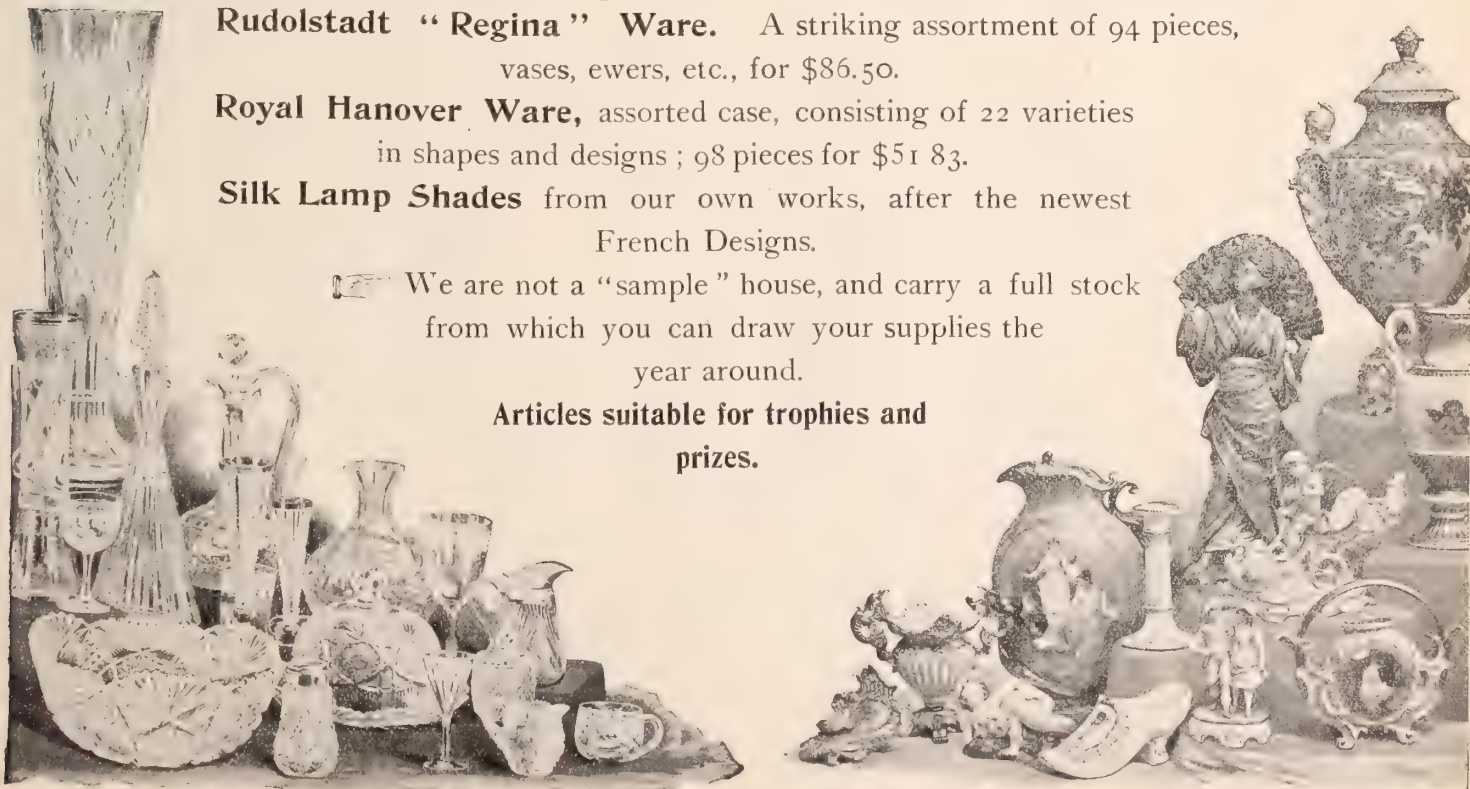 Rudolstadt “ Regina ” Ware. A striking assortment of 94 pieces,
vases, ewers, etc., for $86.50.
Royal Hanover Ware, assorted case, consisting of 22 varieties
in shapes and designs ; 98 pieces for $51 83.
Silk Lamp Shades from our own works, after the newest
French Designs.
☞ We are not a “sample” house, and carry a full stock
from which you can draw your supplies the
year around.
Articles suitable for trophies and
prizes.